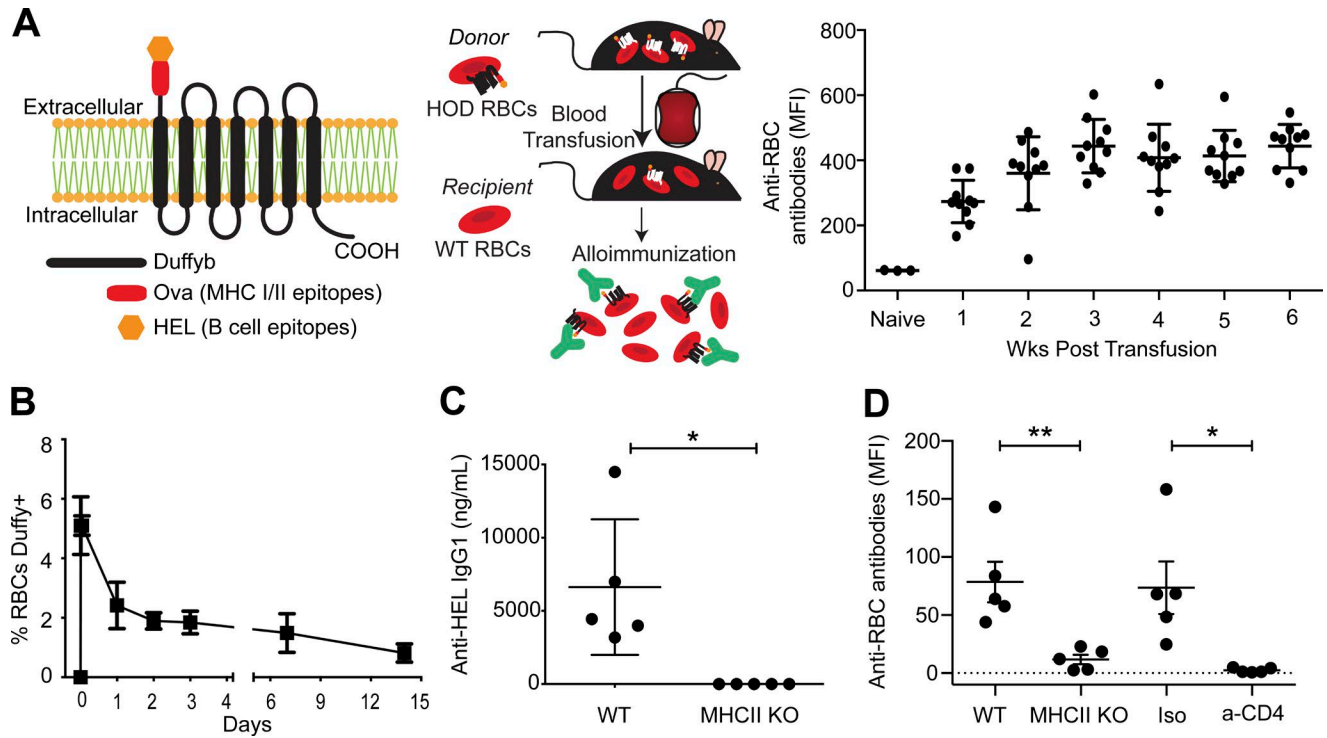 A
Extracellular
Intracellular
COOH
Duffyb
Ova (MHC I/II epitopes)
HEL (B cell epitopes)
Donor
HOD RBCs
Blood
Transfusion
Recipient
WT RBCs
Alloimmunization
Anti-RBC
antibodies (MFI)
800
600
400
200
0
Naive 1 2 3 4 5 6
Wks Post Transfusion
B
% RBCs Duffy+
8
6
4
2
0
0 1 2 3 4 6 9 12 15
Days
C
Anti-HEL IgG1 (ng/mL)
15000
10000
5000
0
*
WT MHCII KO
D
Anti-RBC antibodies (MFI)
200
150
100
50
0
** *
WT MHCII KO Iso a-CD4